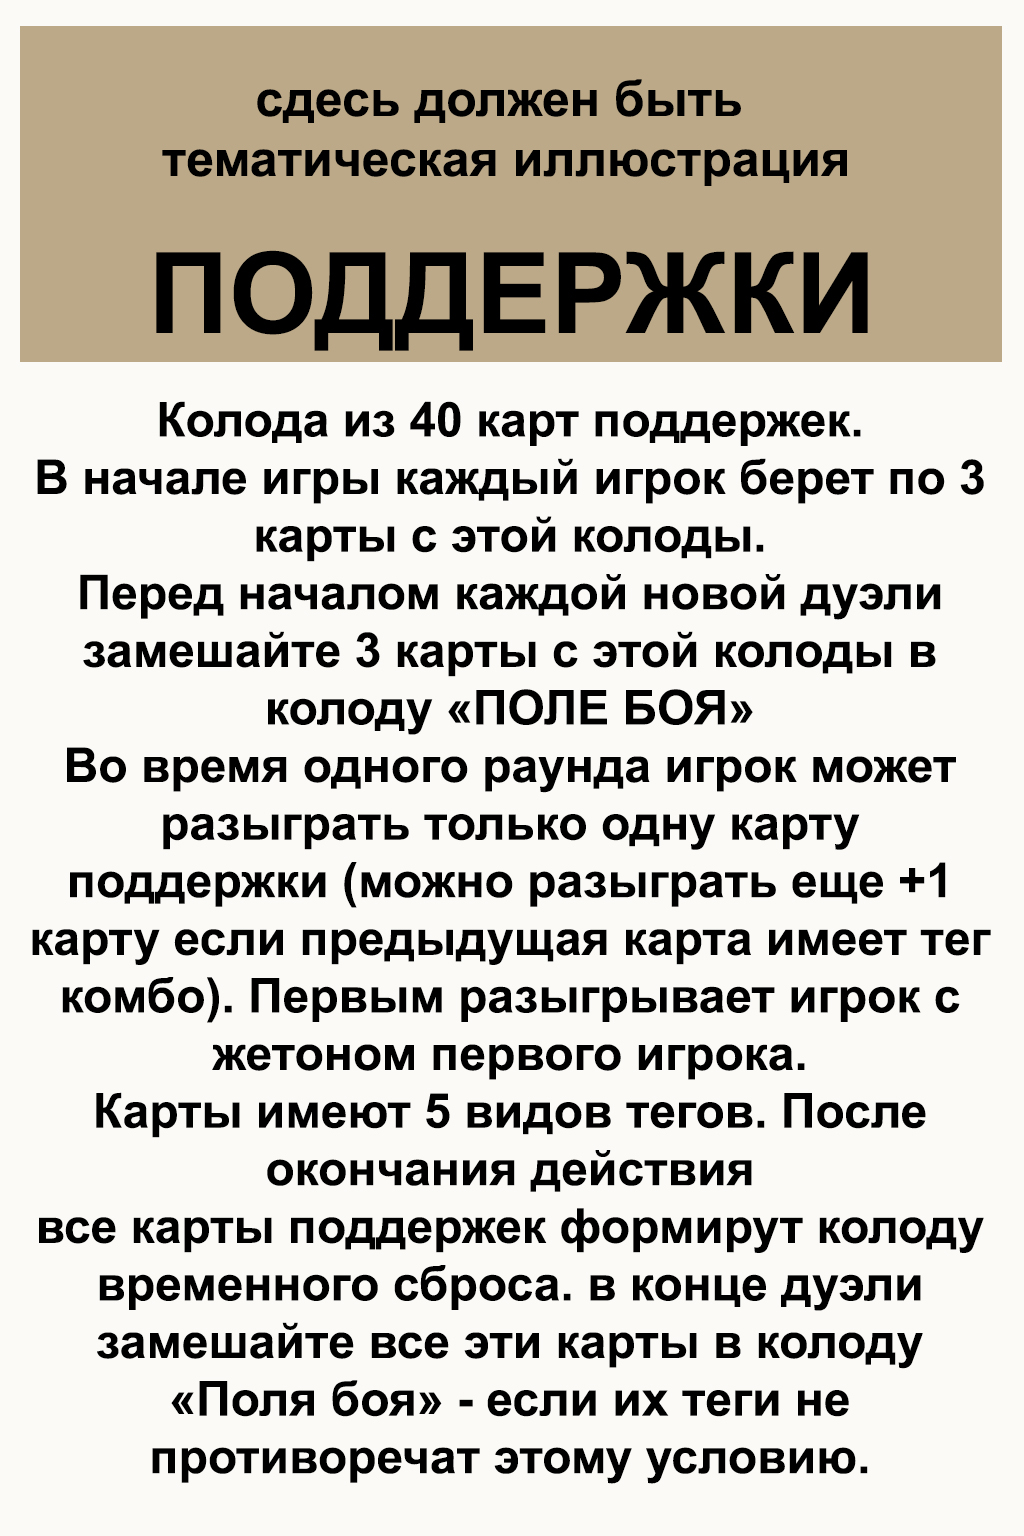 сдесь должен быть
тематическая иллюстрация
ПОДДЕРЖКИ
Колода из 40 карт поддержек.
В начале игры каждый игрок берет по 3
карты с этой колоды.
Перед началом каждой новой дуэли
замешайте 3 карты с этой колоды в
колоду «ПОЛЕ БОЯ»
Во время одного раунда игрок может
разыграть только одну карту
поддержки (можно разыграть еще +1
карту если предыдущая карта имеет тег
комбо). Первым разыгрывает игрок с
жетоном первого игрока.
Карты имеют 5 видов тегов. После
окончания действия
все карты поддержек формирут колоду
временного сброса. в конце дуэли
замешайте все эти карты в колоду
«Поля боя» - если их теги не
противоречат этому условию.